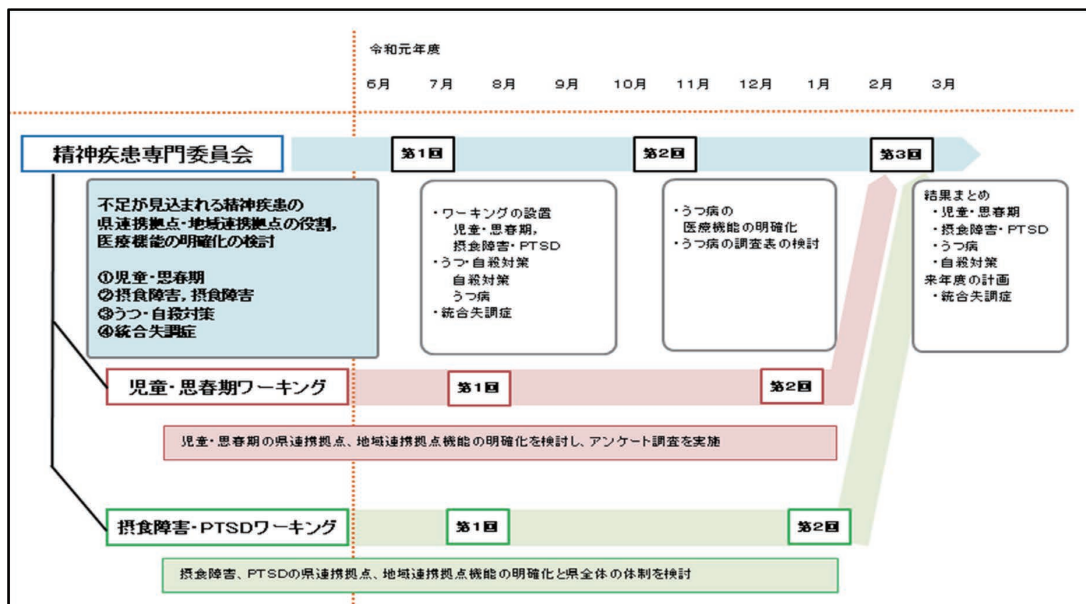 令和元年度
6月 7月 8月 9月 10月 11月 12月 1月 2月 3月
精神疾患専門委員会
第1回
第2回
第3回
不足が見込まれる精神疾患の
県連携拠点・地域連携拠点の役割,
医療機能の明確化の検討
①児童・思春期
②摂食障害, 摂食障害
③うつ・自殺対策
④統合失調症
・ワーキングの設置
児童・思春期,
摂食障害・PTSD
・うつ・自殺対策
自殺対策
うつ病
・統合失調症
・うつ病の
医療機能の明確化
・うつ病の調査表の検討
結果まとめ
・児童・思春期
・摂食障害・PTSD
・うつ病
・自殺対策
来年度の計画
・統合失調症
児童・思春期ワーキング
第1回
第2回
児童・思春期の県連携拠点、地域連携拠点機能の明確化を検討し、アンケート調査を実施
摂食障害・PTSDワーキング
第1回
第2回
摂食障害、PTSDの県連携拠点、地域連携拠点機能の明確化と県全体の体制を検討